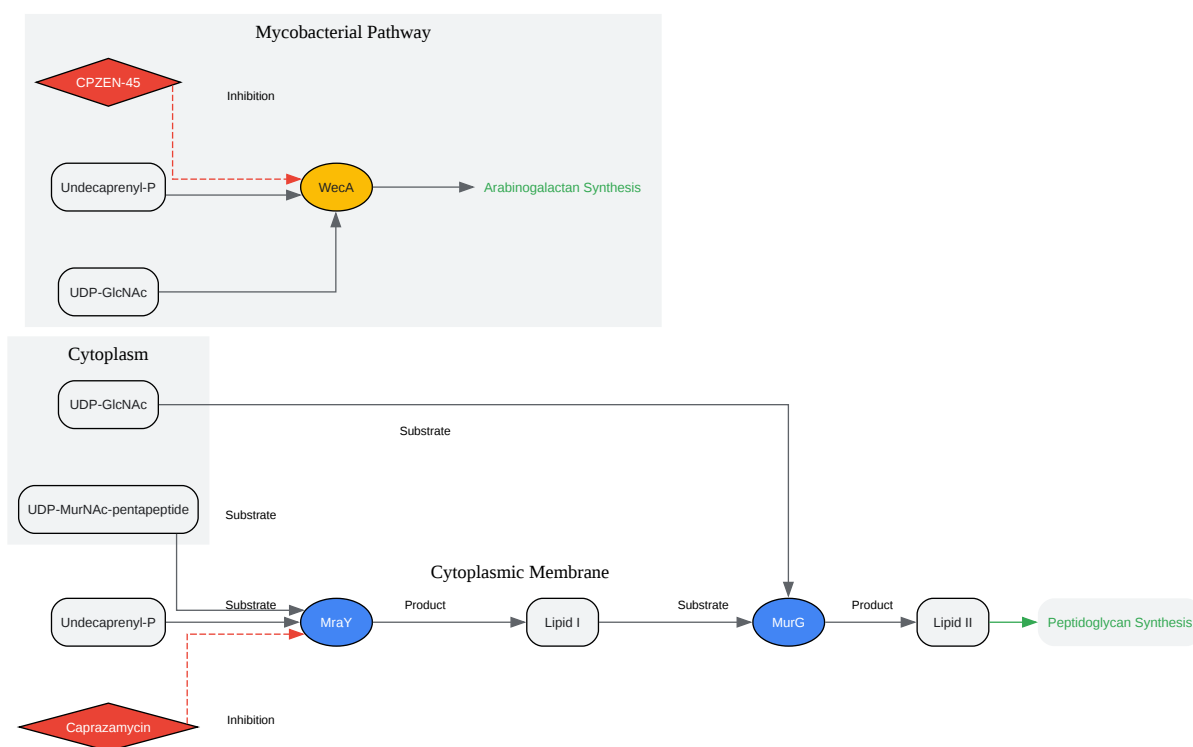 Mycobacterial Pathway
CPZEN-45
Inhibition
Undecaprenyl-P
WecA
Arabinogalactan Synthesis
UDP-GlcNAc
Cytoplasm
UDP-GlcNAc
Substrate
UDP-MurNAc-pentapeptide
Substrate
Cytoplasmic Membrane
Substrate
Product
Substrate
Product
Undecaprenyl-P
MraY
Lipid I
MurG
Lipid II
Peptidoglycan Synthesis
Inhibition
Caprazamycin